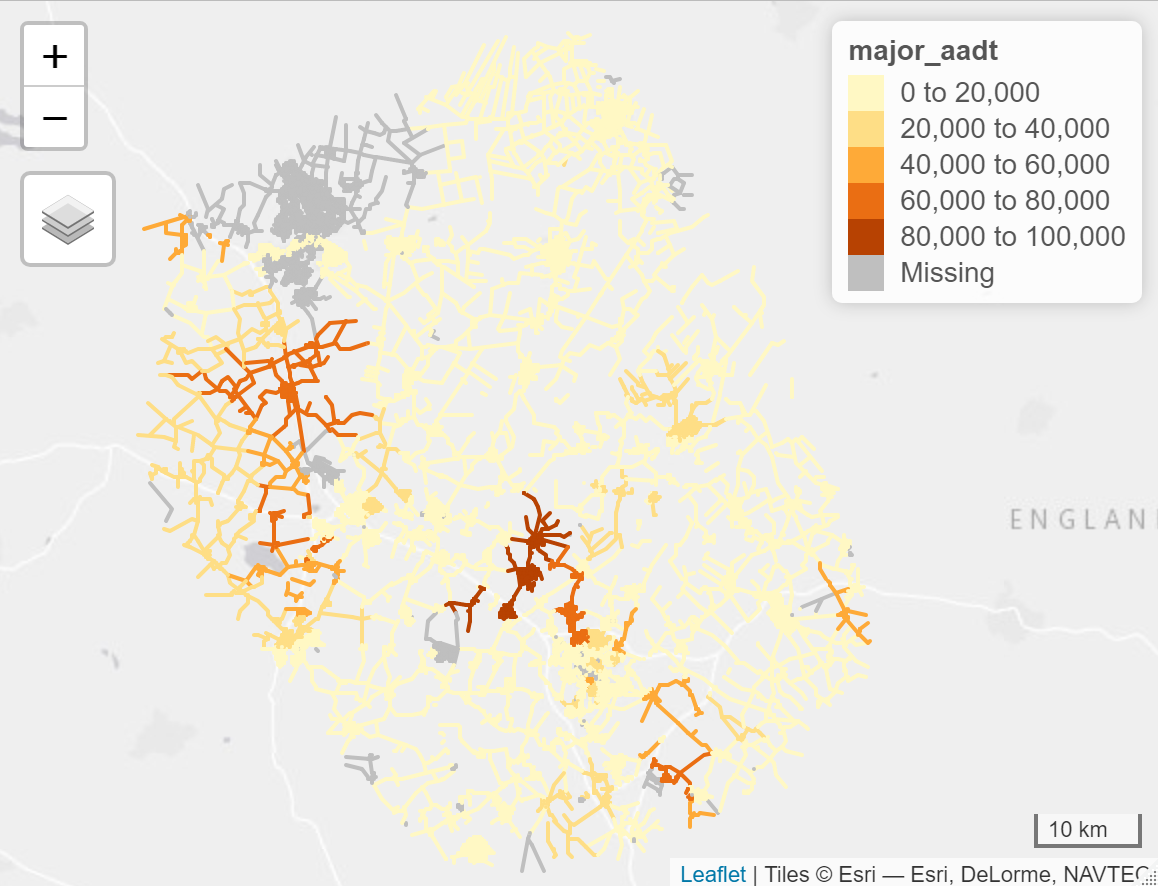 +
−
major_aadt
0 to 20,000
20,000 to 40,000
40,000 to 60,000
60,000 to 80,000
80,000 to 100,000
Missing
ENGLAN
10 km
Leaflet | Tiles © Esri — Esri, DeLorme, NAVTEC